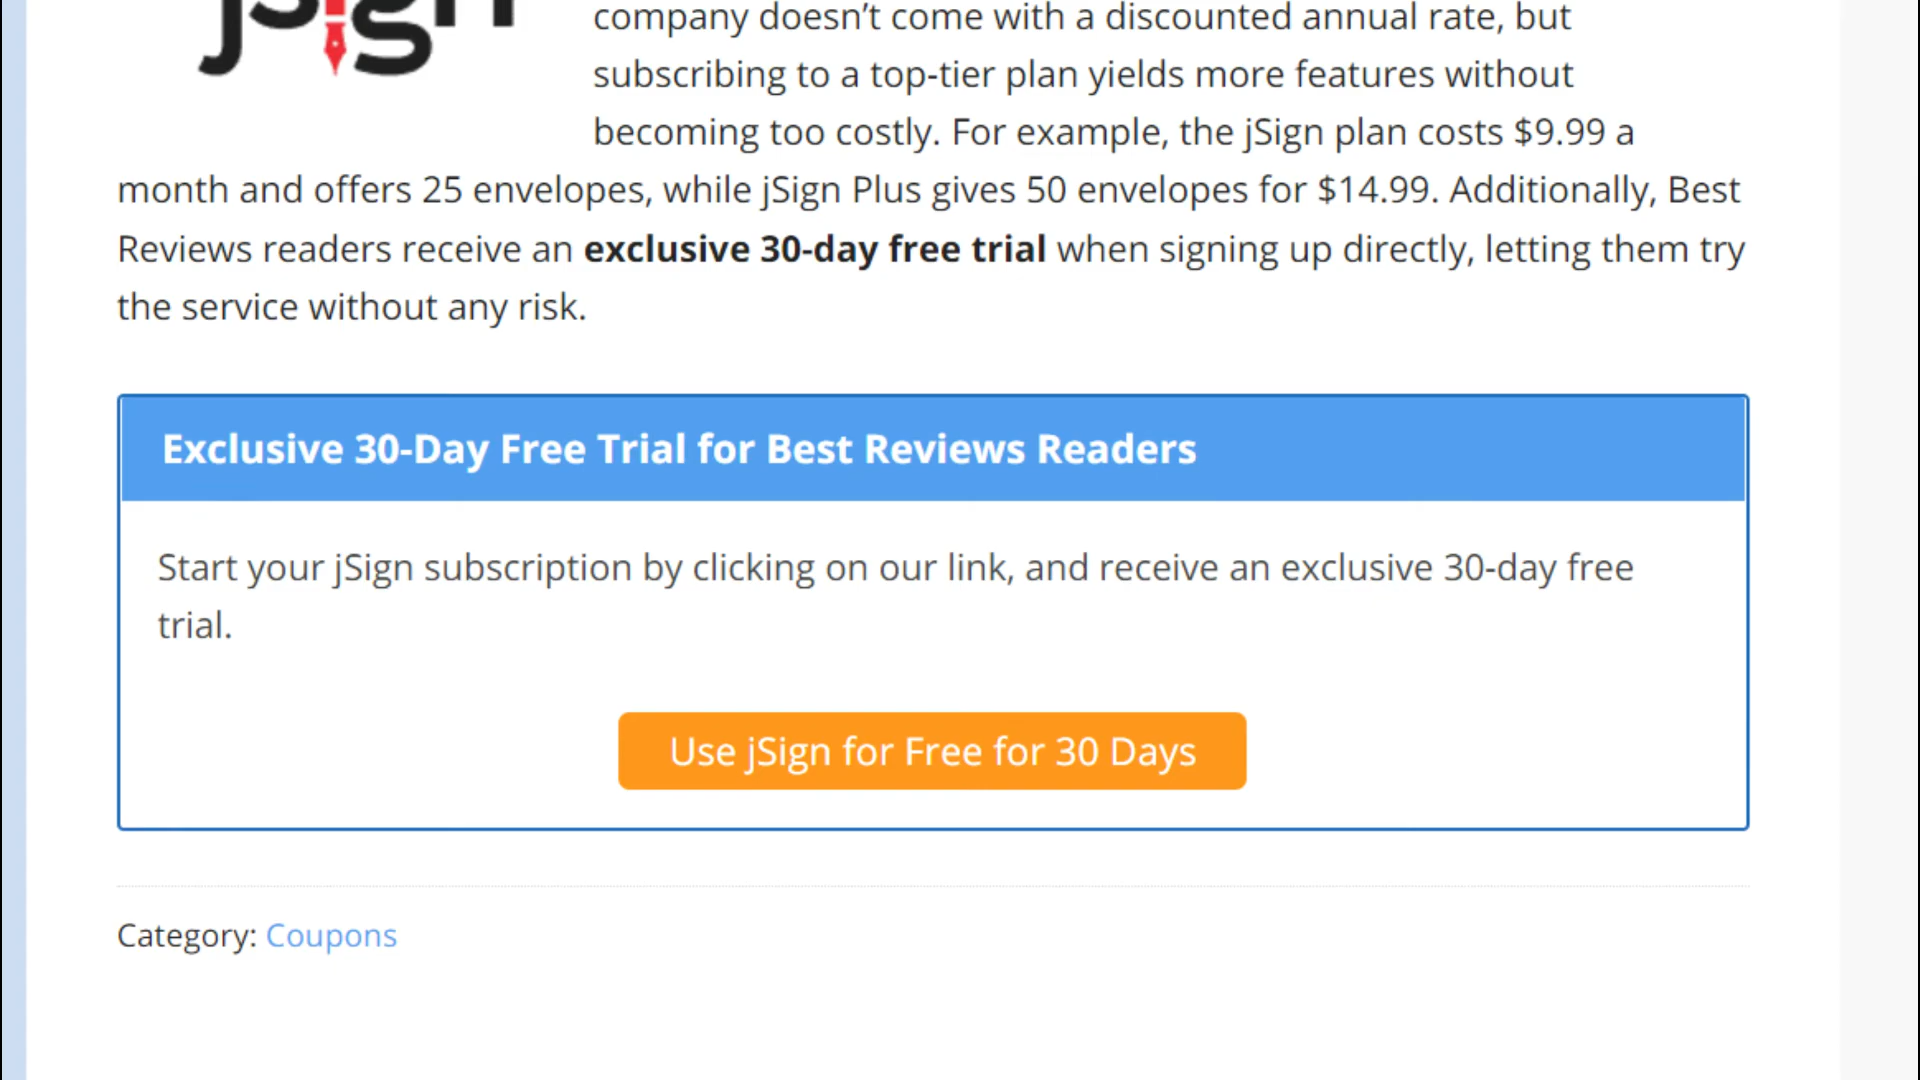 jSign
company doesn’t come with a discounted annual rate, but
subscribing to a top-tier plan yields more features without
becoming too costly. For example, the jSign plan costs $9.99 a
month and offers 25 envelopes, while jSign Plus gives 50 envelopes for $14.99. Additionally, Best
Reviews readers receive an exclusive 30-day free trial when signing up directly, letting them try
the service without any risk.
Exclusive 30-Day Free Trial for Best Reviews Readers
Start your jSign subscription by clicking on our link, and receive an exclusive 30-day free
trial.
Use jSign for Free for 30 Days
Category: Coupons